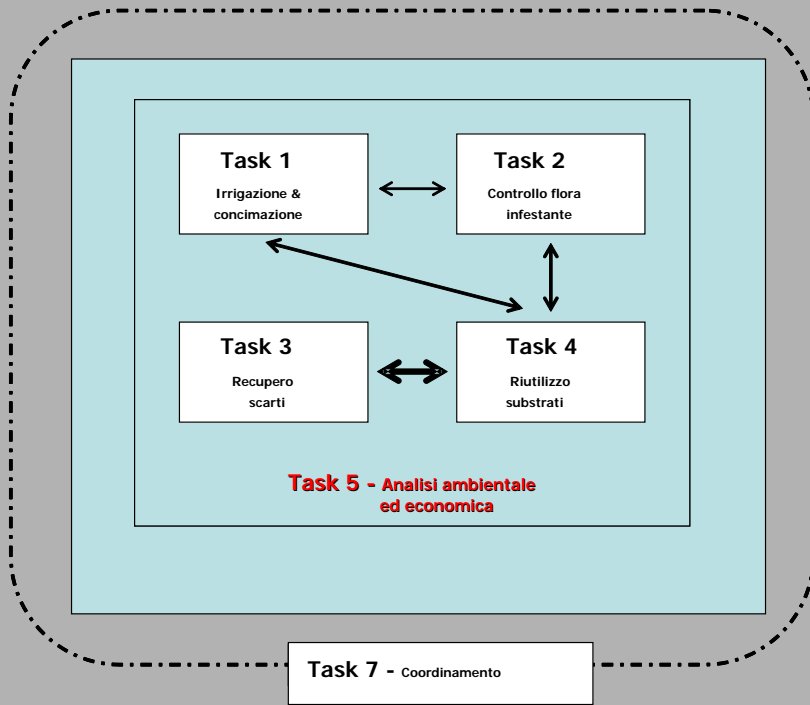 Task 1
Irrigazione &
concimazione
Task 2
Controllo flora
infestante
Task 3
Recupero
scarti
Task 4
Riutilizzo
substrati
Task 5 - Analisi ambientale
ed economica
Task 7 - Coordinamento